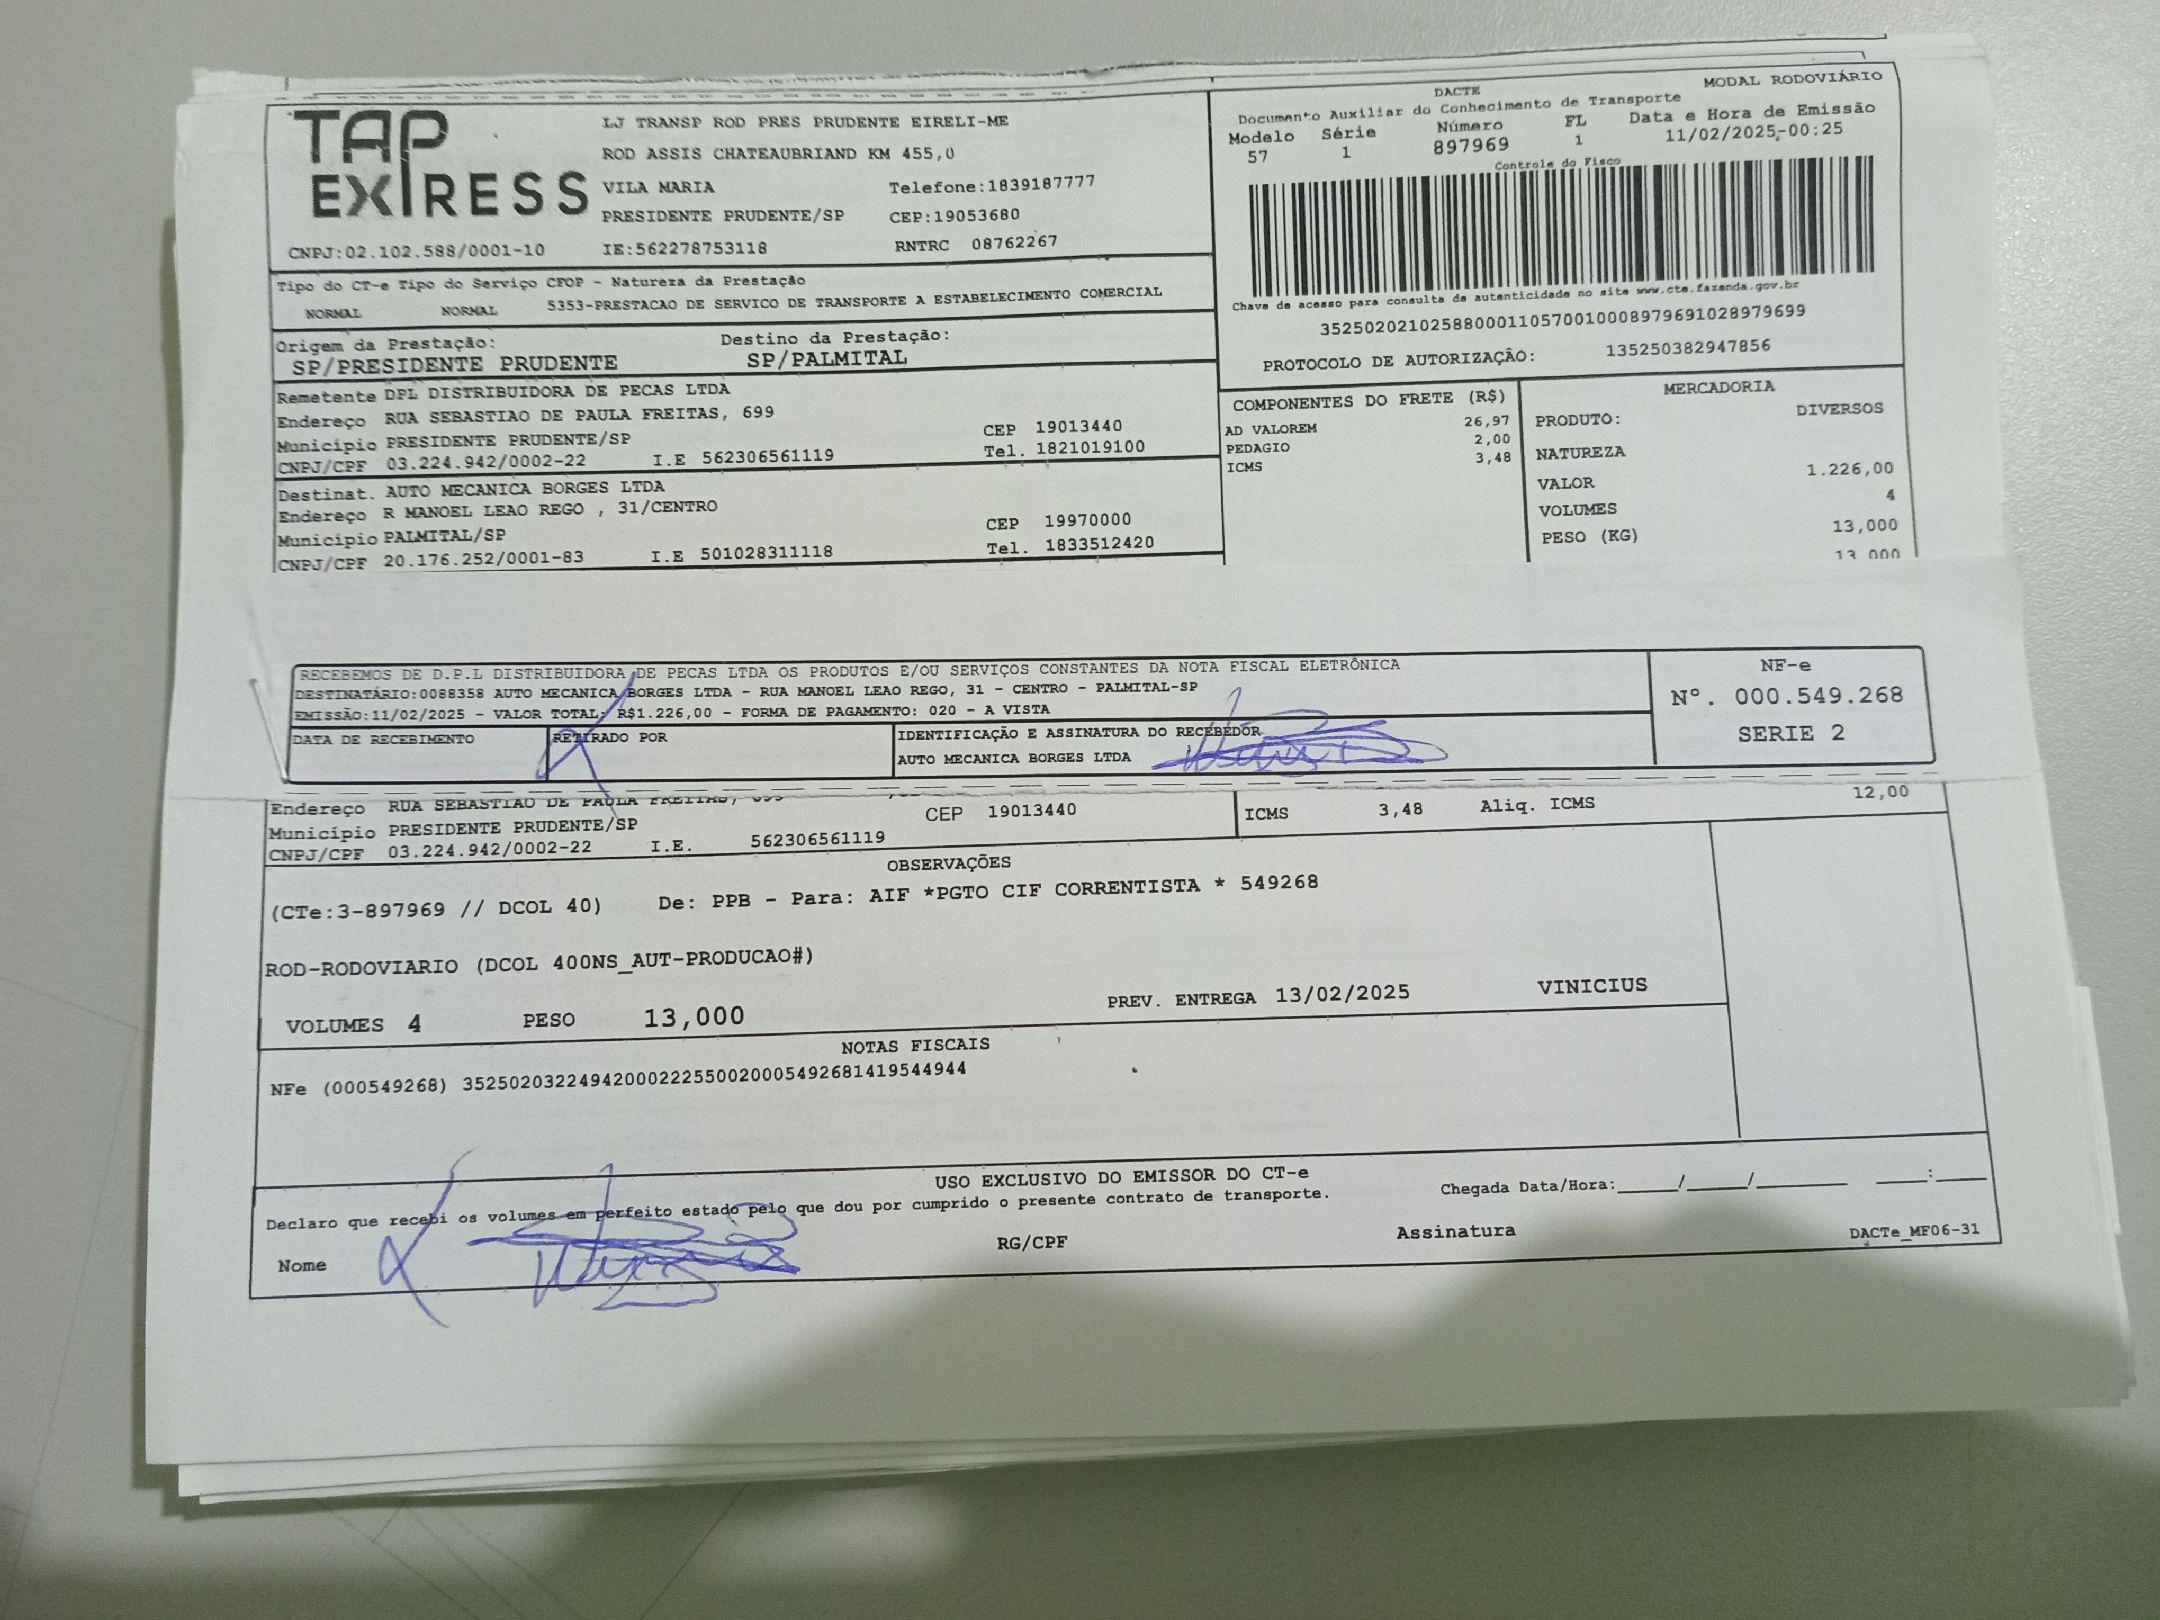 TAP EXPRESS
LJ TRANSP ROD PRES PRUDENTE EIRELI-ME
ROD ASSIS CHATEAUBRIAND KM 455,0
VILA MARIA Telefone:1839187777
PRESIDENTE PRUDENTE/SP CEP:19053680
CNPJ:02.102.588/0001-10 IE:562278753118 RNTRC 08762267
DACTE MODAL RODOVIÁRIO
Documento Auxiliar do Conhecimento de Transporte
Modelo Série Número FL Data e Hora de Emissão
57 1 897969 1 11/02/2025-00:25
Controle do Fisco
Chave de acesso para consulta de autenticidade no site www.cte.fazenda.gov.br
35250202102588000110570010008979691028979699
PROTOCOLO DE AUTORIZAÇÃO: 135250382947856
Tipo do CT-e Tipo do Serviço CFOP - Natureza da Prestação
NORMAL NORMAL 5353-PRESTACAO DE SERVICO DE TRANSPORTE A ESTABELECIMENTO COMERCIAL
Origem da Prestação: Destino da Prestação:
SP/PRESIDENTE PRUDENTE SP/PALMITAL
Remetente DPL DISTRIBUIDORA DE PECAS LTDA
Endereço RUA SEBASTIAO DE PAULA FREITAS, 699
Município PRESIDENTE PRUDENTE/SP CEP 19013440
CNPJ/CPF 03.224.942/0002-22 I.E 562306561119 Tel. 1821019100
Destinat. AUTO MECANICA BORGES LTDA
Endereço R MANOEL LEAO REGO , 31/CENTRO
Município PALMITAL/SP CEP 19970000
CNPJ/CPF 20.176.252/0001-83 I.E 501028311118 Tel. 1833512420
COMPONENTES DO FRETE (R$)
AD VALOREM 26,97
PEDAGIO 2,00
ICMS 3,48
MERCADORIA
PRODUTO: DIVERSOS
NATUREZA
VALOR 1.226,00
VOLUMES 4
PESO (KG) 13,000
13,000
RECEBEMOS DE D.P.L DISTRIBUIDORA DE PECAS LTDA OS PRODUTOS E/OU SERVIÇOS CONSTANTES DA NOTA FISCAL ELETRÔNICA
DESTINATÁRIO:0088358 AUTO MECANICA BORGES LTDA - RUA MANOEL LEAO REGO, 31 - CENTRO - PALMITAL-SP
EMISSÃO:11/02/2025 - VALOR TOTAL: R$1.226,00 - FORMA DE PAGAMENTO: 020 - A VISTA
DATA DE RECEBIMENTO RETIRADO POR IDENTIFICAÇÃO E ASSINATURA DO RECEBEDOR
AUTO MECANICA BORGES LTDA
NF-e
Nº. 000.549.268
SERIE 2
Endereço RUA SEBASTIAO DE PAULA FREITAS, 699
Município PRESIDENTE PRUDENTE/SP CEP 19013440
CNPJ/CPF 03.224.942/0002-22 I.E. 562306561119
ICMS 3,48 Aliq. ICMS 12,00
OBSERVAÇÕES
(CTe:3-897969 // DCOL 40) De: PPB - Para: AIF *PGTO CIF CORRENTISTA * 549268
ROD-RODOVIARIO (DCOL 400NS_AUT-PRODUCAO#)
VOLUMES 4 PESO 13,000 PREV. ENTREGA 13/02/2025 VINICIUS
NOTAS FISCAIS
NFe (000549268) 35250203224942000222550020005492681419544944
USO EXCLUSIVO DO EMISSOR DO CT-e
Declaro que recebi os volumes em perfeito estado pelo que dou por cumprido o presente contrato de transporte.
Chegada Data/Hora:_____/_____/________ ____:____
Nome RG/CPF Assinatura DACTe_MF06-31